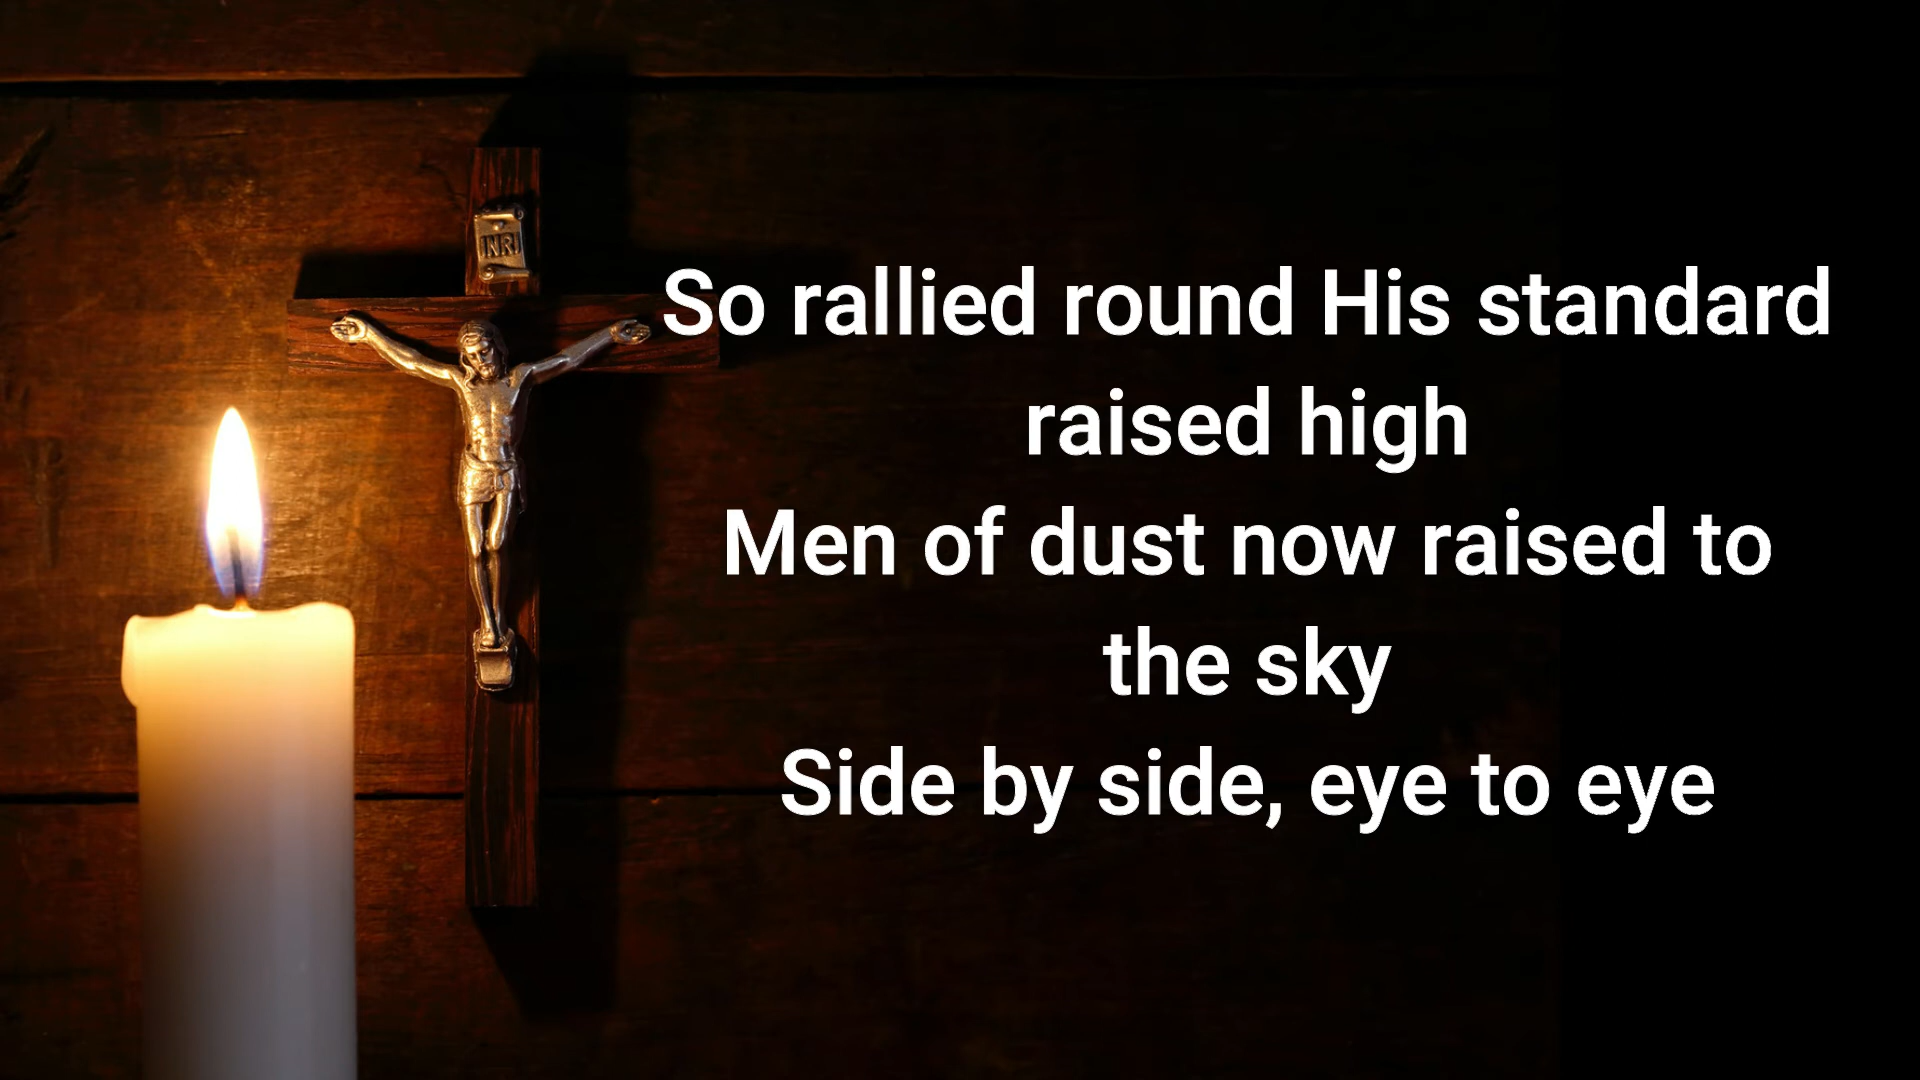 INRI
So rallied round His standard
raised high
Men of dust now raised to
the sky
Side by side, eye to eye